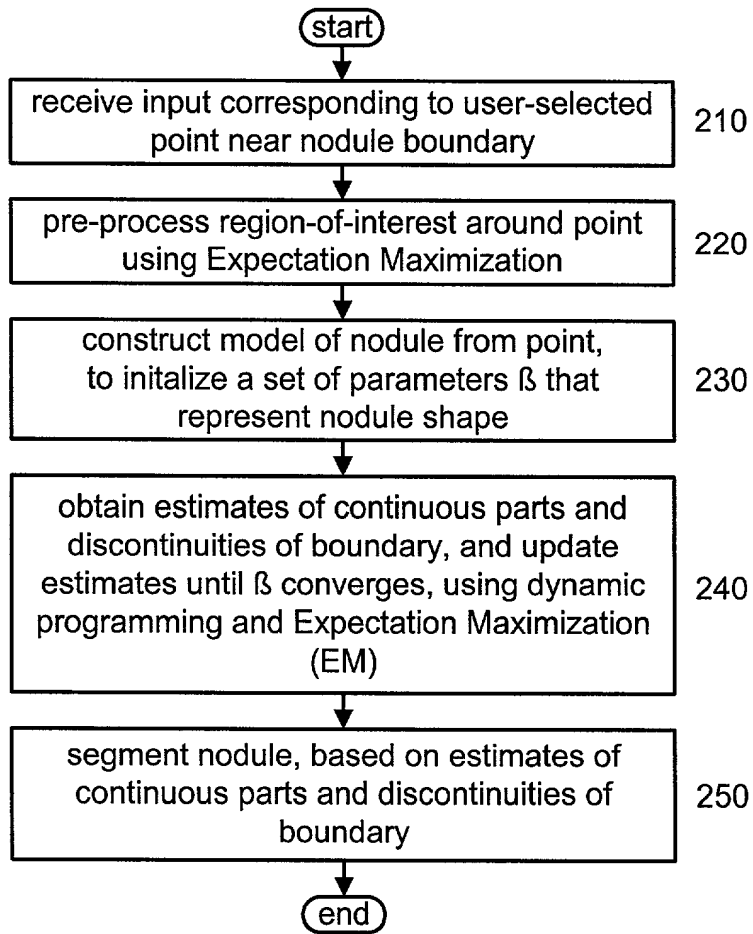 start
receive input corresponding to user-selected
point near nodule boundary
210
pre-process region-of-interest around point
using Expectation Maximization
220
construct model of nodule from point,
to initalize a set of parameters ß that
represent nodule shape
230
obtain estimates of continuous parts and
discontinuities of boundary, and update
estimates until ß converges, using dynamic
programming and Expectation Maximization
(EM)
240
segment nodule, based on estimates of
continuous parts and discontinuities of
boundary
250
end